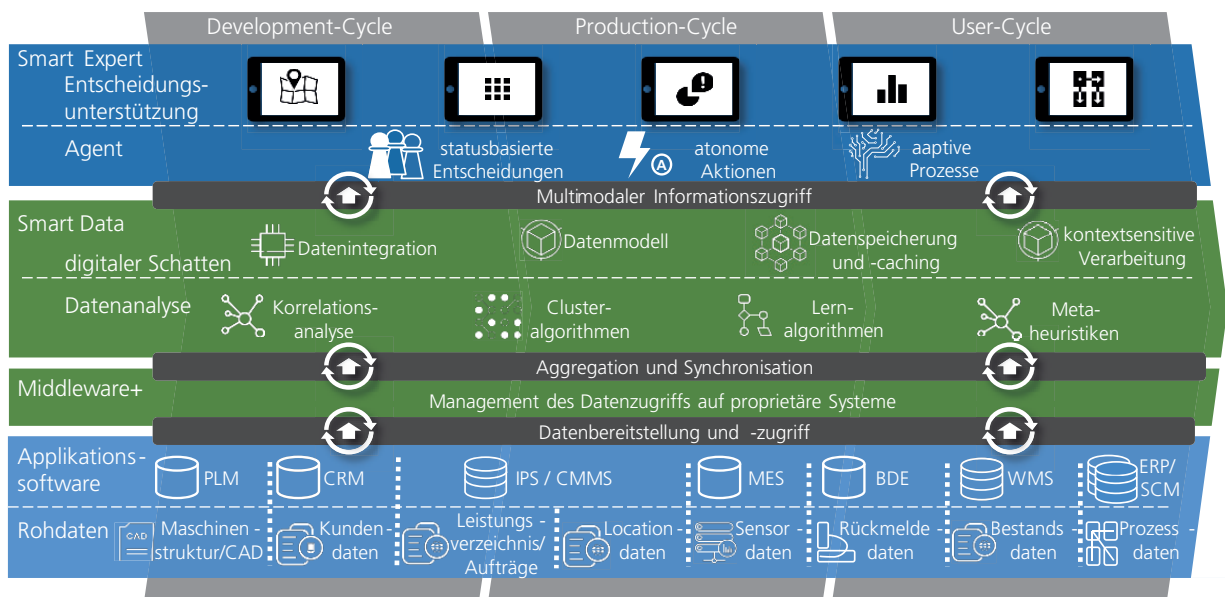 Development-Cycle
Production-Cycle
User-Cycle
Smart Expert
Entscheidungs-
unterstützung
Agent
statusbasierte
Entscheidungen
A
atonome
Aktionen
aaptive
Prozesse
Multimodaler Informationszugriff
Smart Data
digitaler Schatten
Datenintegration
Datenmodell
Datenspeicherung
und -caching
kontextsensitive
Verarbeitung
Datenanalyse
Korrelations-
analyse
Cluster-
algorithmen
Lern-
algorithmen
Meta-
heuristiken
Aggregation und Synchronisation
Middleware+
Management des Datenzugriffs auf proprietäre Systeme
Datenbereitstellung und -zugriff
Applikations-
software
PLM
CRM
IPS / CMMS
MES
BDE
WMS
ERP/
SCM
Rohdaten
CAD
Maschinen -
struktur/CAD
Kunden-
daten
Leistungs -
verzeichnis/
Aufträge
Location -
daten
Sensor -
daten
Rückmelde -
daten
Bestands -
daten
Prozess -
daten